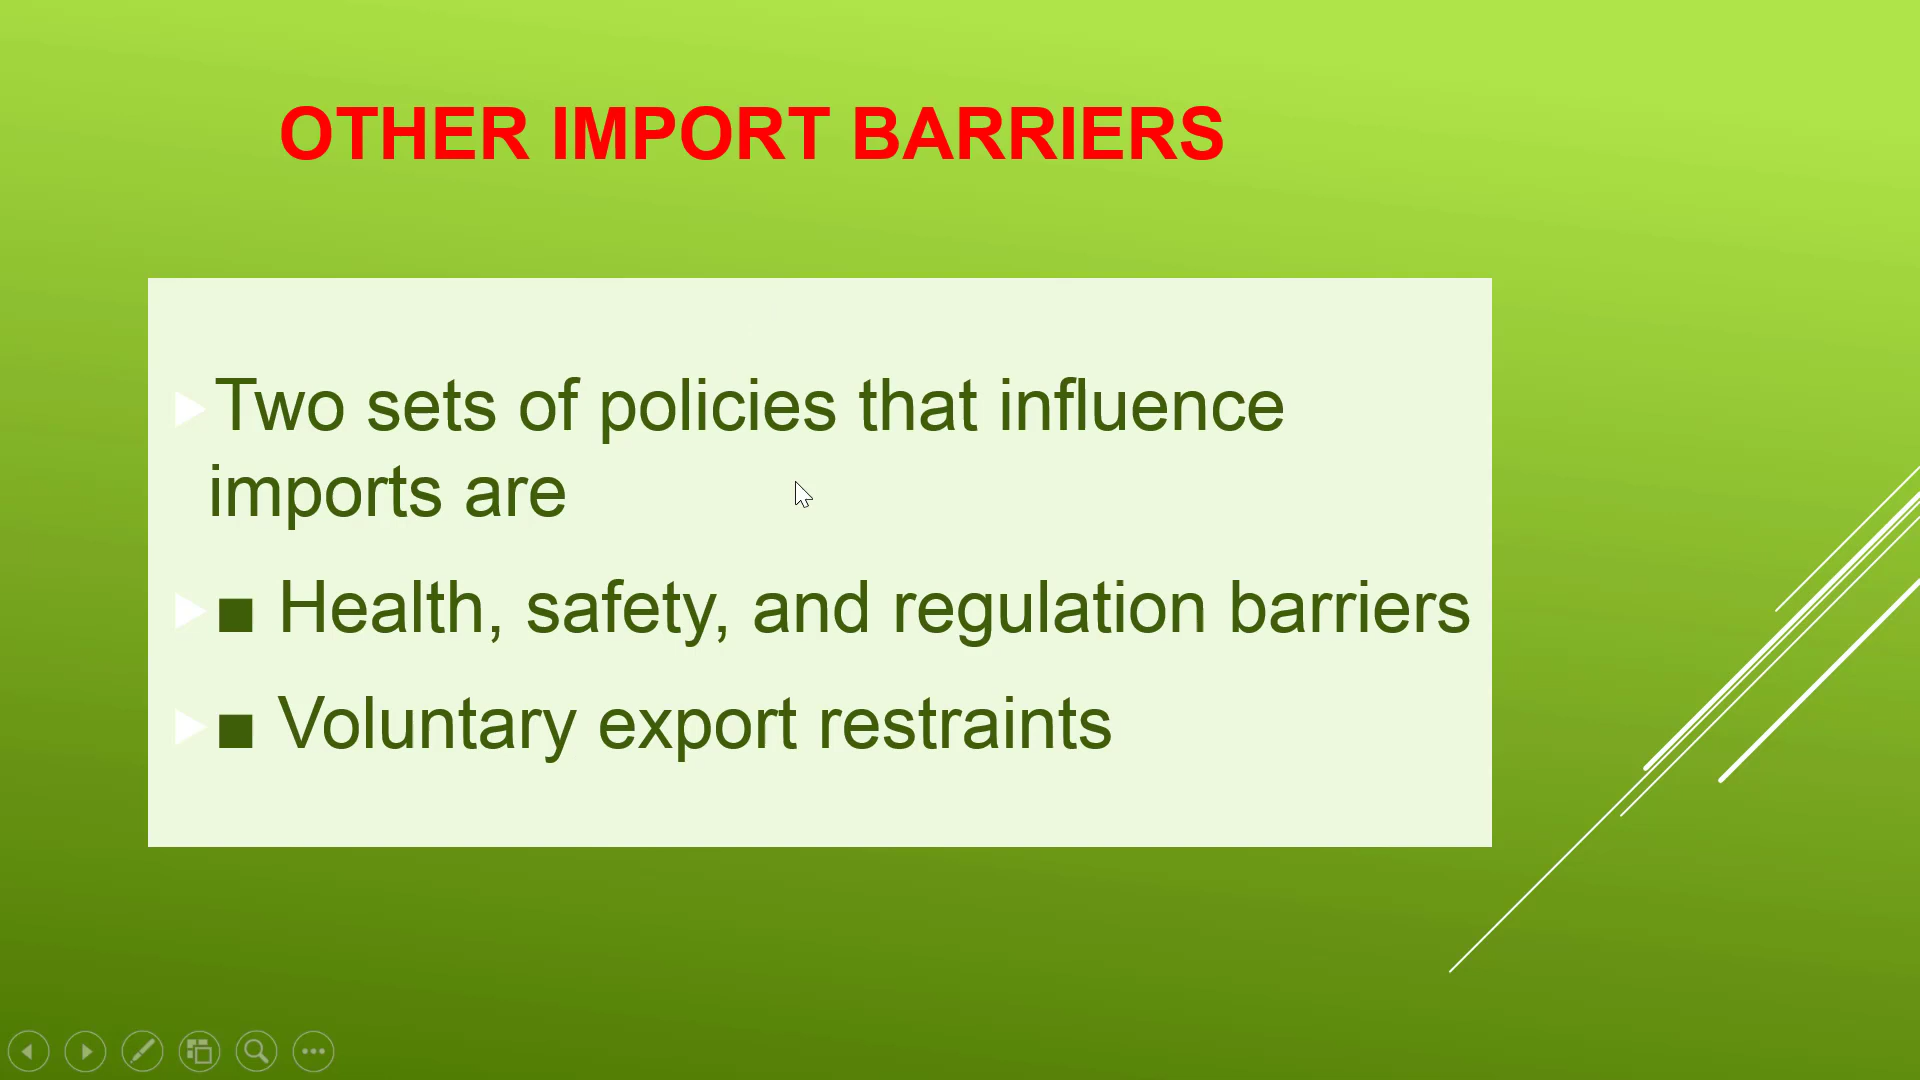 OTHER IMPORT BARRIERS
Two sets of policies that influence
imports are
■ Health, safety, and regulation barriers
■ Voluntary export restraints